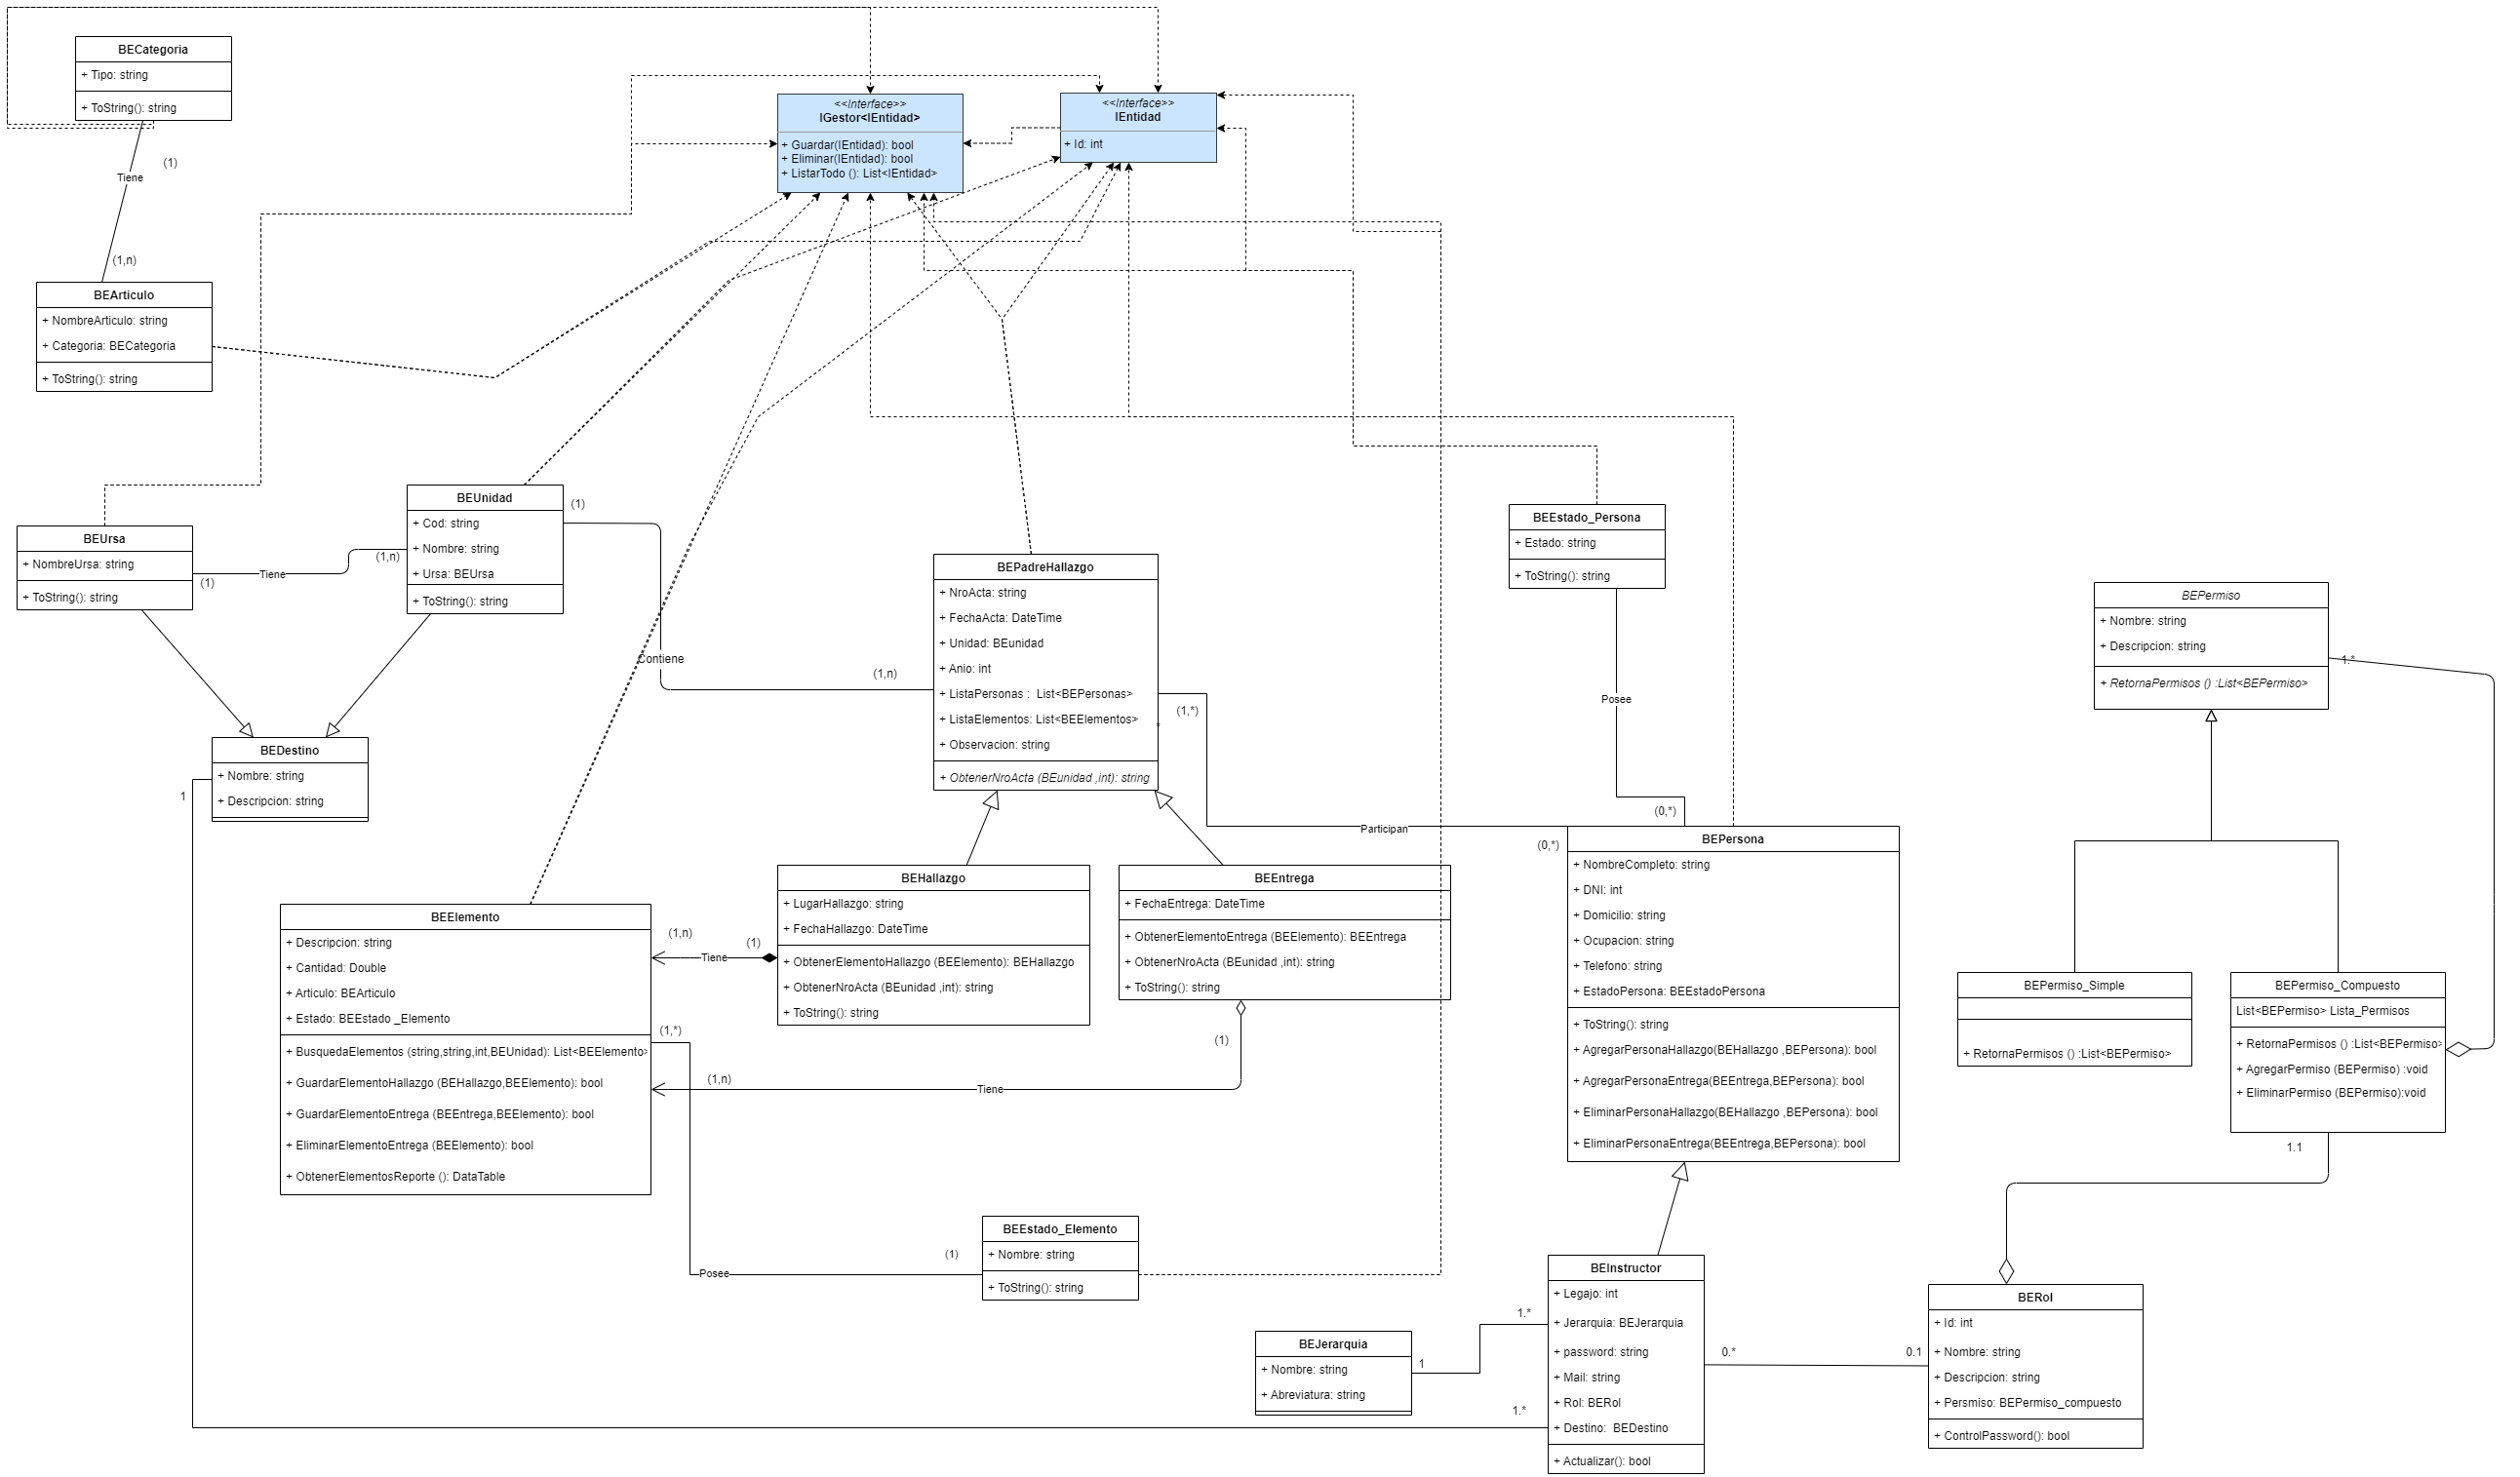 BECategoria
+ Tipo: string
+ ToString(): string
(1)
Tiene
(1,n)
BEArticulo
+ NombreArticulo: string
+ Categoria: BECategoria
+ ToString(): string
<<Interface>>
IGestor<IEntidad>
+ Guardar(IEntidad): bool
+ Eliminar(IEntidad): bool
+ ListarTodo (): List<IEntidad>
<<Interface>>
IEntidad
+ Id: int
BEUrsa
+ NombreUrsa: string
+ ToString(): string
(1)
Tiene
(1,n)
BEUnidad
+ Cod: string
+ Nombre: string
+ Ursa: BEUrsa
+ ToString(): string
(1)
Contiene
(1,n)
BEPadreHallazgo
+ NroActa: string
+ FechaActa: DateTime
+ Unidad: BEunidad
+ Anio: int
+ ListaPersonas :  List<BEPersonas>
+ ListaElementos: List<BEElementos>
+ Observacion: string
+ ObtenerNroActa (BEunidad ,int): string
(1,*)
*
Participan
(0,*)
BEEstado_Persona
+ Estado: string
+ ToString(): string
Posee
(0,*)
BEPermiso
+ Nombre: string
+ Descripcion: string
+ RetornaPermisos () :List<BEPermiso>
1.*
BEDestino
+ Nombre: string
+ Descripcion: string
1
BEPersona
+ NombreCompleto: string
+ DNI: int
+ Domicilio: string
+ Ocupacion: string
+ Telefono: string
+ EstadoPersona: BEEstadoPersona
+ ToString(): string
+ AgregarPersonaHallazgo(BEHallazgo ,BEPersona): bool
+ AgregarPersonaEntrega(BEEntrega,BEPersona): bool
+ EliminarPersonaHallazgo(BEHallazgo ,BEPersona): bool
+ EliminarPersonaEntrega(BEEntrega,BEPersona): bool
BEHallazgo
+ LugarHallazgo: string
+ FechaHallazgo: DateTime
+ ObtenerElementoHallazgo (BEElemento): BEHallazgo
+ ObtenerNroActa (BEunidad ,int): string
+ ToString(): string
BEEntrega
+ FechaEntrega: DateTime
+ ObtenerElementoEntrega (BEElemento): BEEntrega
+ ObtenerNroActa (BEunidad ,int): string
+ ToString(): string
BEElemento
+ Descripcion: string
+ Cantidad: Double
+ Articulo: BEArticulo
+ Estado: BEEstado _Elemento
+ BusquedaElementos (string,string,int,BEUnidad): List<BEElemento>
+ GuardarElementoHallazgo (BEHallazgo,BEElemento): bool
+ GuardarElementoEntrega (BEEntrega,BEElemento): bool
+ EliminarElementoEntrega (BEElemento): bool
+ ObtenerElementosReporte (): DataTable
(1,n)
(1)
Tiene
(1,*)
(1)
(1,n)
Tiene
BEPermiso_Simple
+ RetornaPermisos () :List<BEPermiso>
BEPermiso_Compuesto
List<BEPermiso> Lista_Permisos
+ RetornaPermisos () :List<BEPermiso>
+ AgregarPermiso (BEPermiso) :void
+ EliminarPermiso (BEPermiso):void
1.1
BEEstado_Elemento
+ Nombre: string
+ ToString(): string
(1)
Posee
BEInstructor
+ Legajo: int
+ Jerarquia: BEJerarquia
+ password: string
+ Mail: string
+ Rol: BERol
+ Destino:  BEDestino
+ Actualizar(): bool
BEJerarquia
+ Nombre: string
+ Abreviatura: string
1
1.*
1.*
0.*
0.1
BERol
+ Id: int
+ Nombre: string
+ Descripcion: string
+ Persmiso: BEPermiso_compuesto
+ ControlPassword(): bool